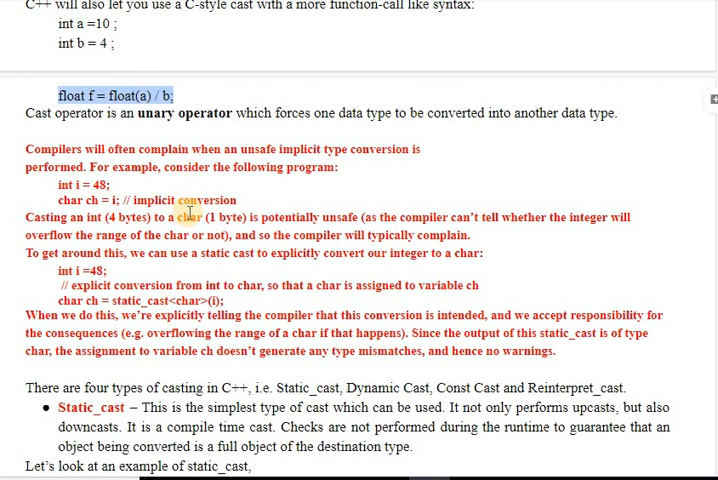 C++ will also let you use a C-style cast with a more function-call like syntax:
int a =10 ;
int b = 4 ;
float f = float(a) / b;
Cast operator is an unary operator which forces one data type to be converted into another data type.
Compilers will often complain when an unsafe implicit type conversion is
performed. For example, consider the following program:
int i = 48;
char ch = i; // implicit conversion
Casting an int (4 bytes) to a char (1 byte) is potentially unsafe (as the compiler can't tell whether the integer will
overflow the range of the char or not), and so the compiler will typically complain.
To get around this, we can use a static cast to explicitly convert our integer to a char:
int i =48;
// explicit conversion from int to char, so that a char is assigned to variable ch
char ch = static_cast<char>(i);
When we do this, we're explicitly telling the compiler that this conversion is intended, and we accept responsibility for
the consequences (e.g. overflowing the range of a char if that happens). Since the output of this static_cast is of type
char, the assignment to variable ch doesn't generate any type mismatches, and hence no warnings.
There are four types of casting in C++, i.e. Static_cast, Dynamic Cast, Const Cast and Reinterpret_cast.
• Static_cast – This is the simplest type of cast which can be used. It not only performs upcasts, but also
downcasts. It is a compile time cast. Checks are not performed during the runtime to guarantee that an
object being converted is a full object of the destination type.
Let's look at an example of static_cast,